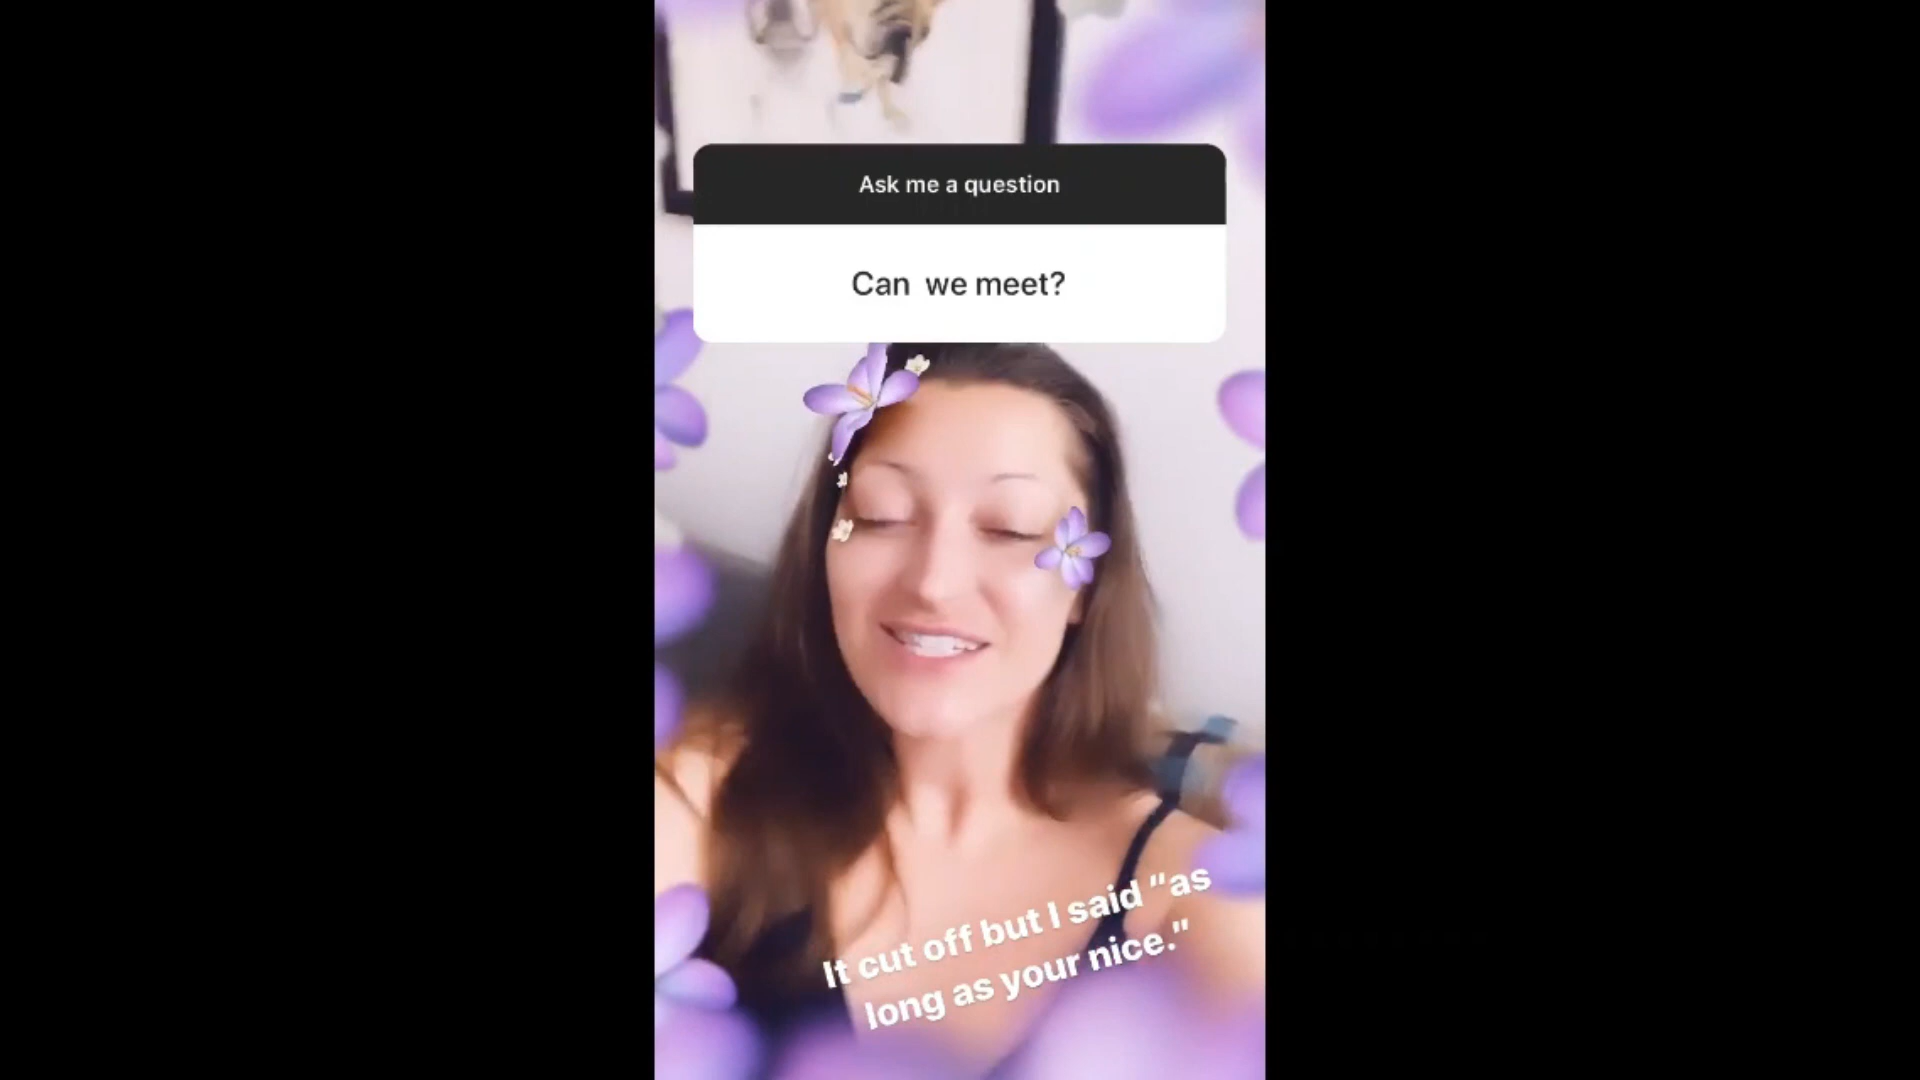 Ask me a question
Can  we meet?
It cut off but I said "as
long as your nice."